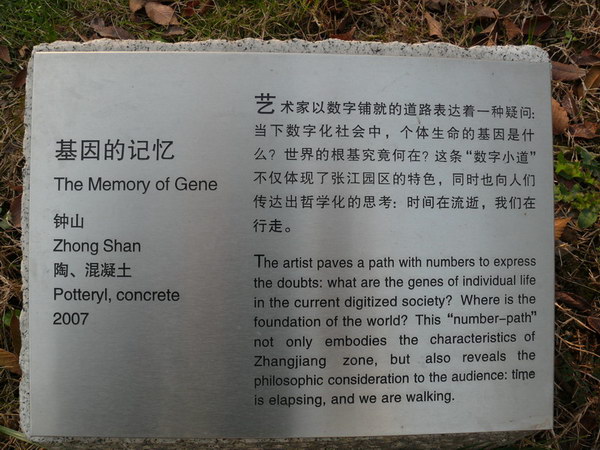 基因的记忆
The Memory of Gene
钟山
Zhong Shan
陶、混凝土
Potteryl, concrete
2007
艺术家以数字铺就的道路表达着一种疑问:
当下数字化社会中，个体生命的基因是什
么？世界的根基究竟何在？这条“数字小道”
不仅体现了张江园区的特色，同时也向人们
传达出哲学化的思考：时间在流逝，我们在
行走。
The artist paves a path with numbers to express
the doubts: what are the genes of individual life
in the current digitized society? Where is the
foundation of the world? This “number-path”
not only embodies the characteristics of
Zhangjiang zone, but also reveals the
philosophic consideration to the audience: time
is elapsing, and we are walking.